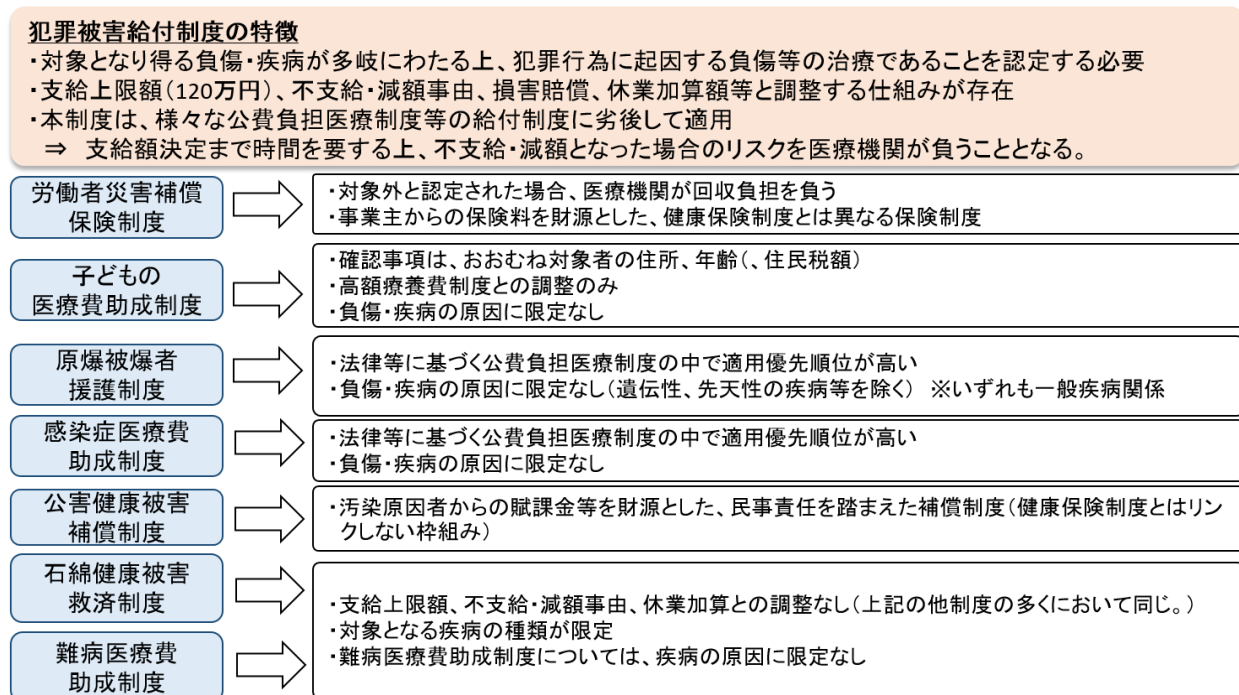 犯罪被害給付制度の特徴
・対象となり得る負傷・疾病が多岐にわたる上、犯罪行為に起因する負傷等の治療であることを認定する必要
・支給上限額（120万円）、不支給・減額事由、損害賠償、休業加算額等と調整する仕組みが存在
・本制度は、様々な公費負担医療制度等の給付制度に劣後して適用
⇒ 支給額決定まで時間を要する上、不支給・減額となった場合のリスクを医療機関が負うこととなる。
労働者災害補償
保険制度
・対象外と認定された場合、医療機関が回収負担を負う
・事業主からの保険料を財源とした、健康保険制度とは異なる保険制度
子どもの
医療費助成制度
・確認事項は、おおむね対象者の住所、年齢（、住民税額）
・高額療養費制度との調整のみ
・負傷・疾病の原因に限定なし
原爆被爆者
援護制度
・法律等に基づく公費負担医療制度の中で適用優先順位が高い
・負傷・疾病の原因に限定なし（遺伝性、先天性の疾病等を除く） ※いずれも一般疾病関係
感染症医療費
助成制度
・法律等に基づく公費負担医療制度の中で適用優先順位が高い
・負傷・疾病の原因に限定なし
公害健康被害
補償制度
・汚染原因者からの賦課金等を財源とした、民事責任を踏まえた補償制度（健康保険制度とはリン
クしない枠組み）
石綿健康被害
救済制度
難病医療費
助成制度
・支給上限額、不支給・減額事由、休業加算との調整なし（上記の他制度の多くにおいて同じ。）
・対象となる疾病の種類が限定
・難病医療費助成制度については、疾病の原因に限定なし